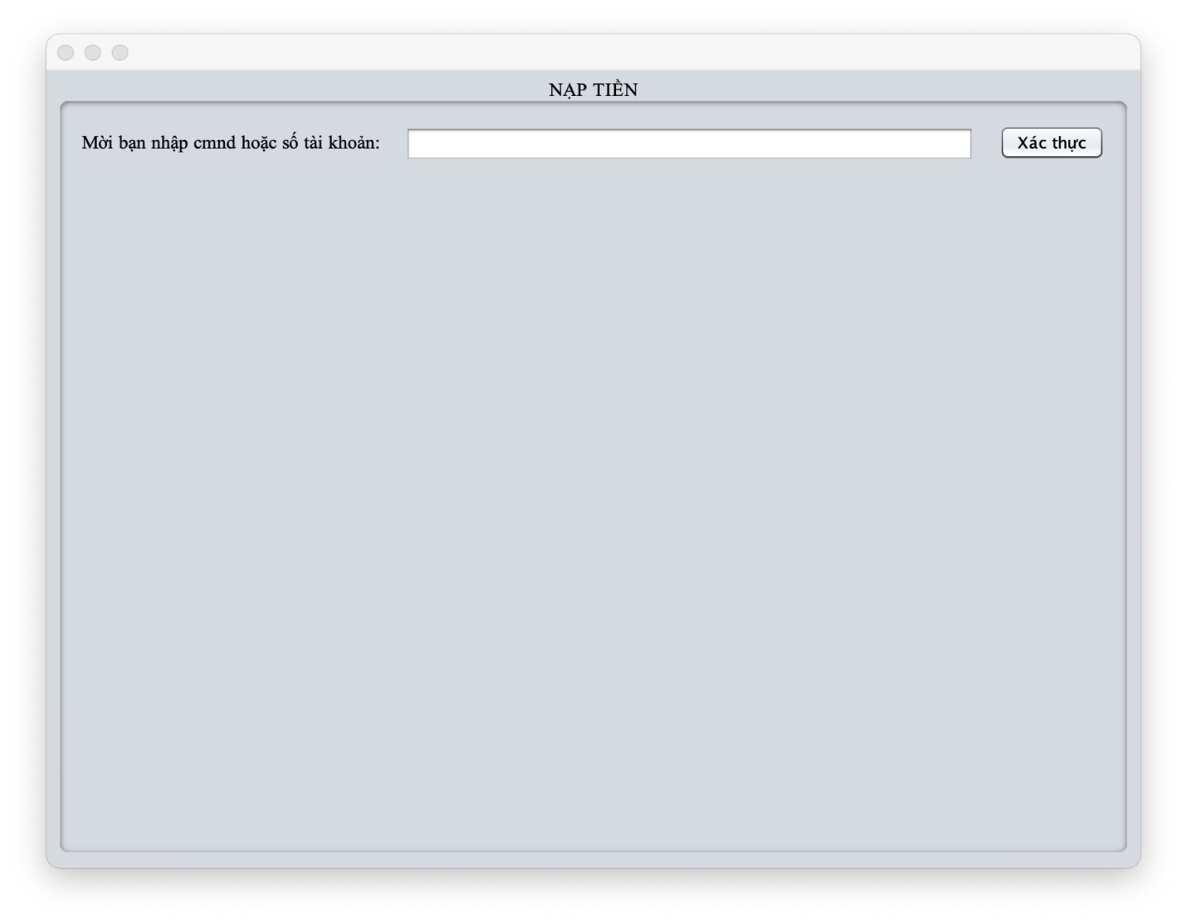 NẠP TIỀN
Mời bạn nhập cmnd hoặc số tài khoản:
Xác thực